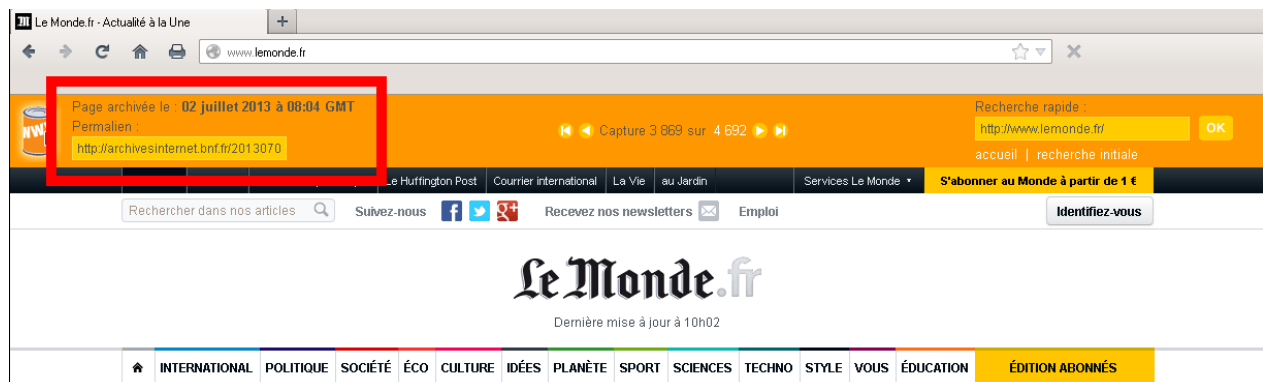 Le Monde.fr - Actualité à la Une
www.lemonde.fr
Page archivée le : 02 juillet 2013 à 08:04 GMT
Permalien :
http://archivesinternet.bnf.fr/2013070
Capture 3 869 sur 4 692
Recherche rapide :
http://www.lemonde.fr/ OK
accueil | recherche initiale
Le Huffington Post Courrier international La Vie au Jardin Services Le Monde S'abonner au Monde à partir de 1 €
Rechercher dans nos articles Suivez-nous Recevez nos newsletters Emploi Identifiez-vous
Le Monde.fr
Dernière mise à jour à 10h02
INTERNATIONAL POLITIQUE SOCIÉTÉ ÉCO CULTURE IDÉES PLANÈTE SPORT SCIENCES TECHNO STYLE VOUS ÉDUCATION ÉDITION ABONNÉS